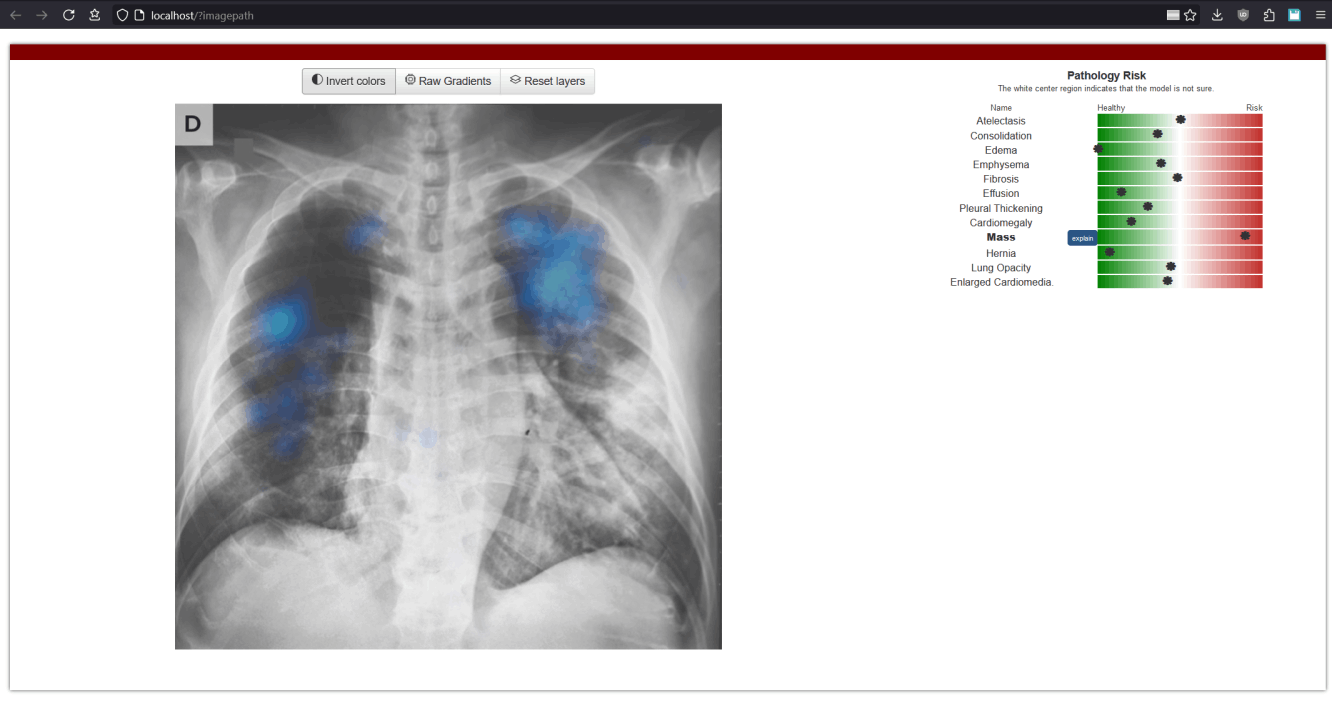 localhost/?imagepath
Invert colors Raw Gradients Reset layers
D
Pathology Risk
The white center region indicates that the model is not sure.
Name Healthy Risk
Atelectasis
Consolidation
Edema
Emphysema
Fibrosis
Effusion
Pleural Thickening
Cardiomegaly
Mass explain
Hernia
Lung Opacity
Enlarged Cardiomedia.